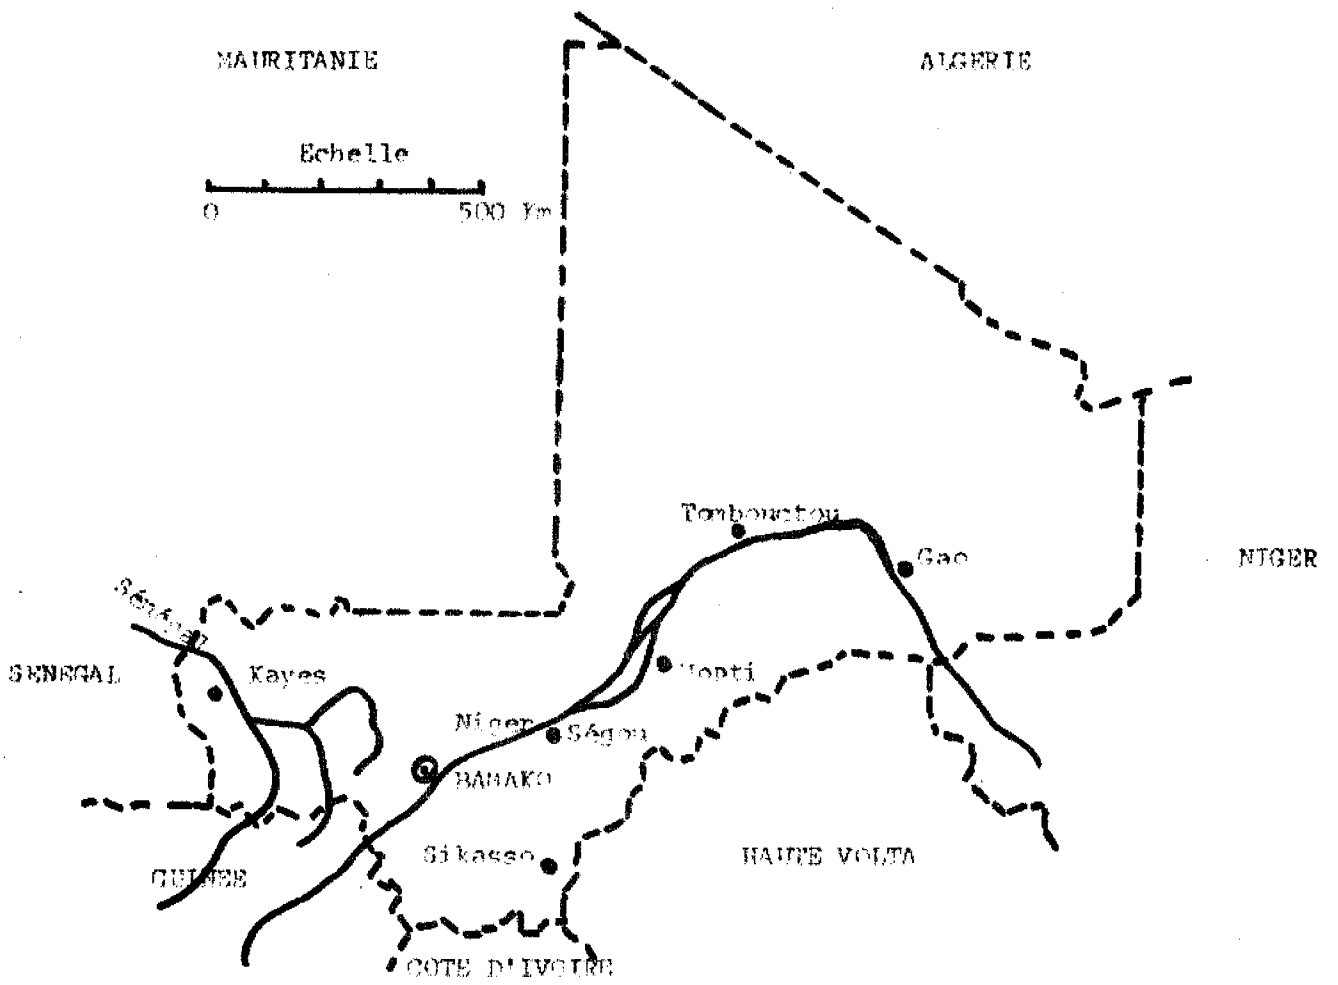 MAURITANIE
ALGERIE
Echelle
0
500 Km
Tombouctou
Gao
NIGER
Sénégal
SENEGAL
Kayes
Mopti
Niger
Ségou
BAMAKO
Sikasso
HAUTE VOLTA
GUINEE
COTE D'IVOIRE